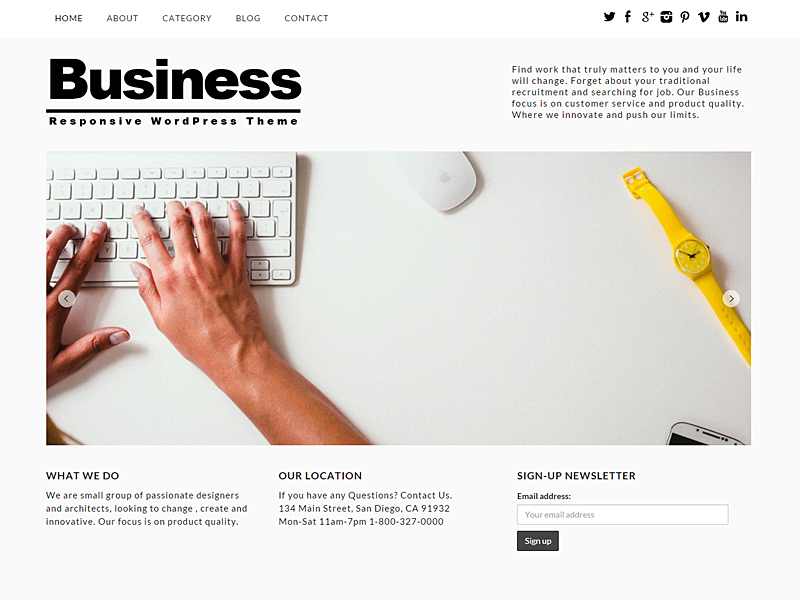 HOME ABOUT CATEGORY BLOG CONTACT
Business
Responsive WordPress Theme
Find work that truly matters to you and your life
will change. Forget about your traditional
recruitment and searching for job. Our Business
focus is on customer service and product quality.
Where we innovate and push our limits.
WHAT WE DO
We are small group of passionate designers
and architects, looking to change , create and
innovative. Our focus is on product quality.
OUR LOCATION
If you have any Questions? Contact Us.
134 Main Street, San Diego, CA 91932
Mon-Sat 11am-7pm 1-800-327-0000
SIGN-UP NEWSLETTER
Email address:
Your email address
Sign up